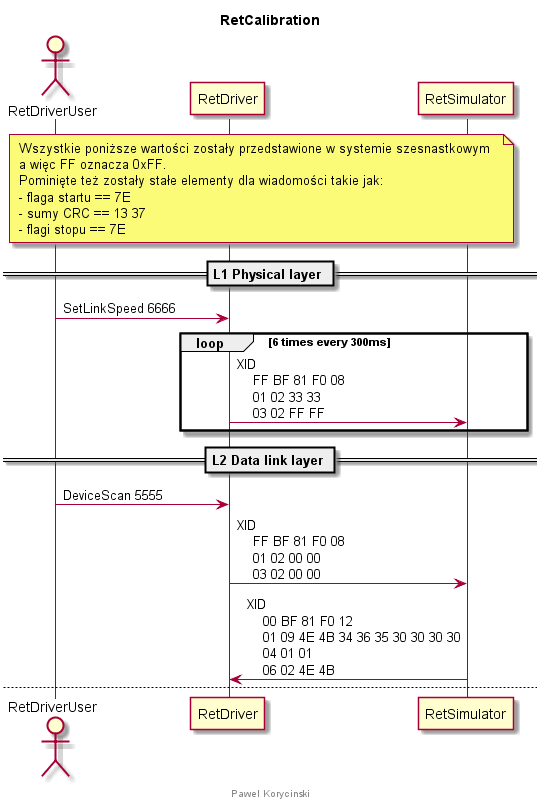 RetCalibration
RetDriverUser
RetDriver
RetSimulator
Wszystkie poniższe wartości zostały przedstawione w systemie szesnastkowym
a więc FF oznacza 0xFF.
Pominięte też zostały stałe elementy dla wiadomości takie jak:
- flaga startu == 7E
- sumy CRC == 13 37
- flagi stopu == 7E
L1 Physical layer
SetLinkSpeed 6666
loop
[6 times every 300ms]
XID
FF BF 81 F0 08
01 02 33 33
03 02 FF FF
L2 Data link layer
DeviceScan 5555
XID
FF BF 81 F0 08
01 02 00 00
03 02 00 00
XID
00 BF 81 F0 12
01 09 4E 4B 34 36 35 30 30 30 30
04 01 01
06 02 4E 4B
RetDriverUser
RetDriver
RetSimulator
Pawel Korycinski